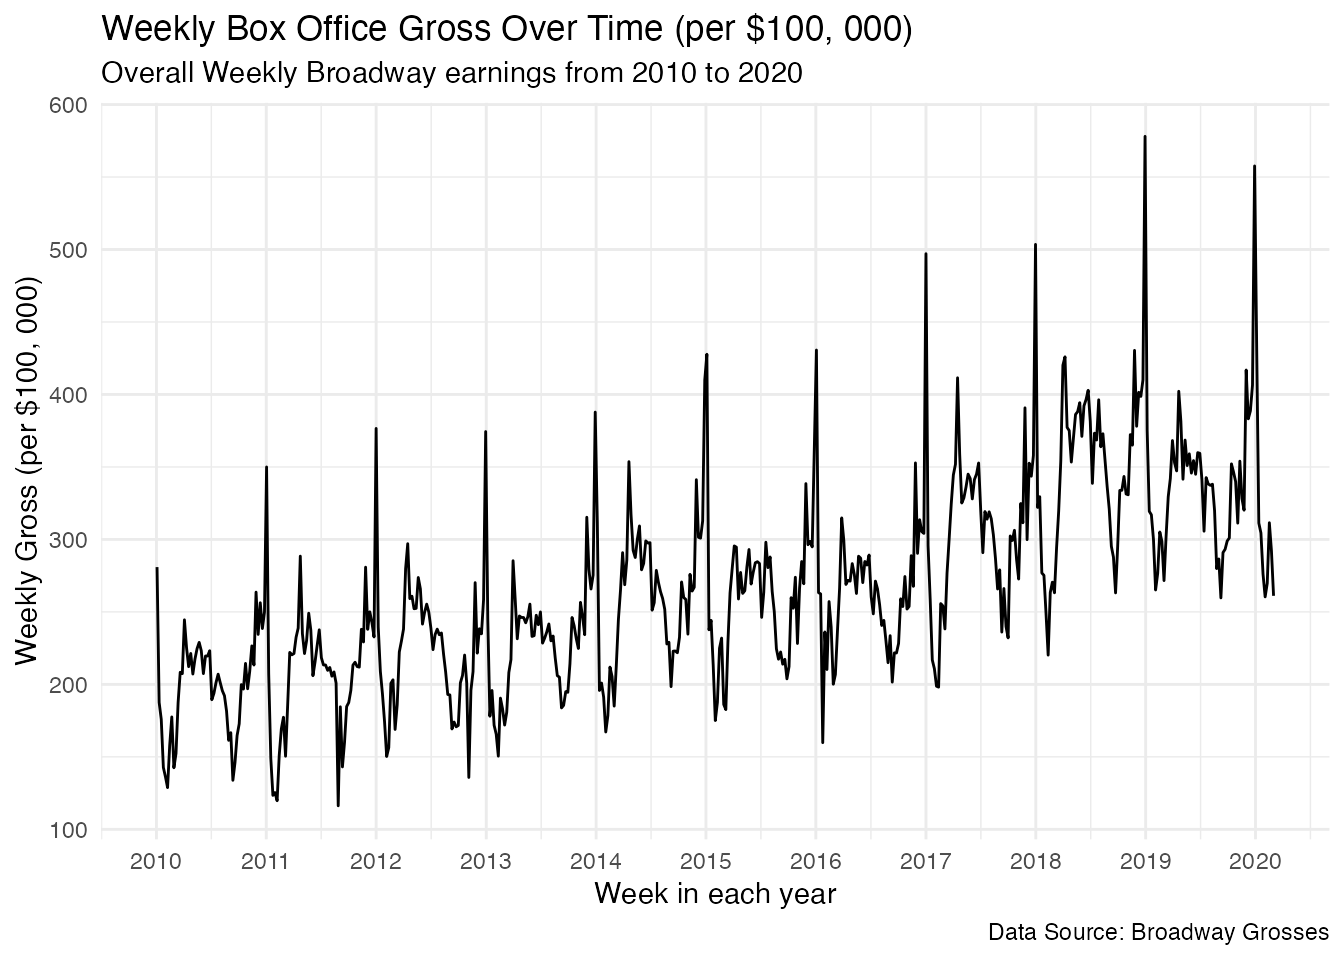 Weekly Box Office Gross Over Time (per $100, 000)
Overall Weekly Broadway earnings from 2010 to 2020
Weekly Gross (per $100, 000)
600
500
400
300
200
100
2010 2011 2012 2013 2014 2015 2016 2017 2018 2019 2020
Week in each year
Data Source: Broadway Grosses